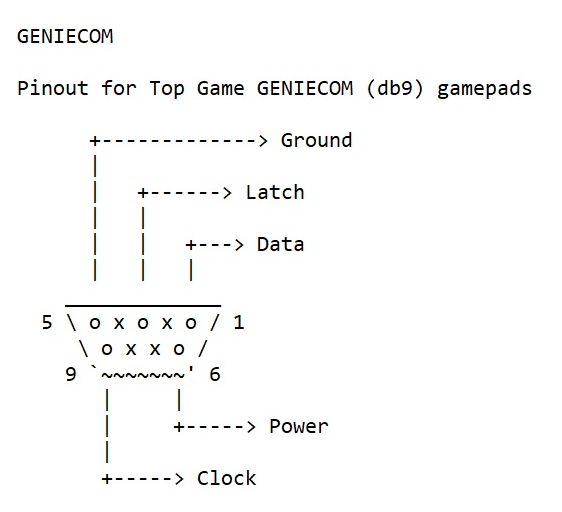 GENIECOM
Pinout for Top Game GENIECOM (db9) gamepads
+-------------> Ground
|
| +------> Latch
| |
| | +---> Data
| | |
_____________
5 \ o x o x o / 1
\ o x x o /
9 `~~~~~~~' 6
| |
| +-----> Power
|
+-----> Clock